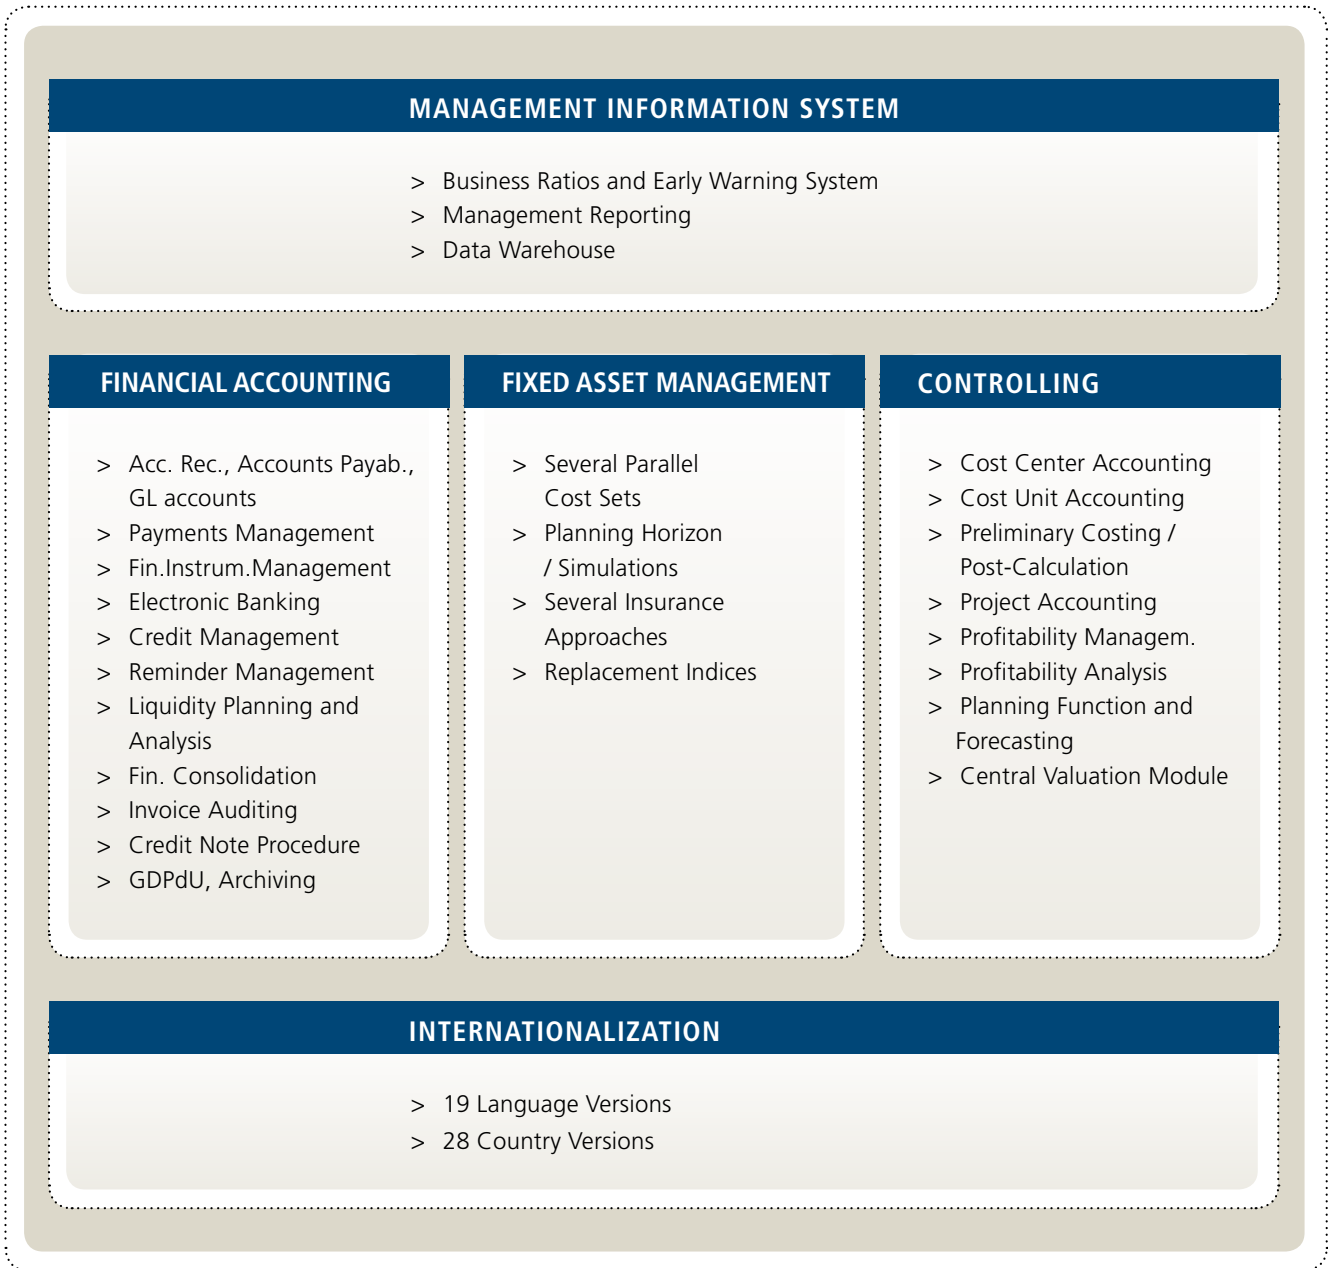 MANAGEMENT INFORMATION SYSTEM
> Business Ratios and Early Warning System
> Management Reporting
> Data Warehouse
FINANCIAL ACCOUNTING
> Acc. Rec., Accounts Payab.,
GL accounts
> Payments Management
> Fin.Instrum.Management
> Electronic Banking
> Credit Management
> Reminder Management
> Liquidity Planning and
Analysis
> Fin. Consolidation
> Invoice Auditing
> Credit Note Procedure
> GDPdU, Archiving
FIXED ASSET MANAGEMENT
> Several Parallel
Cost Sets
> Planning Horizon
/ Simulations
> Several Insurance
Approaches
> Replacement Indices
CONTROLLING
> Cost Center Accounting
> Cost Unit Accounting
> Preliminary Costing /
Post-Calculation
> Project Accounting
> Profitability Managem.
> Profitability Analysis
> Planning Function and
Forecasting
> Central Valuation Module
INTERNATIONALIZATION
> 19 Language Versions
> 28 Country Versions